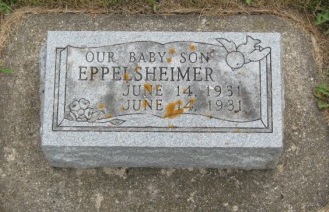 OUR BABY SON
EPPELSHEIMER
JUNE 14, 1931
JUNE 14, 1931